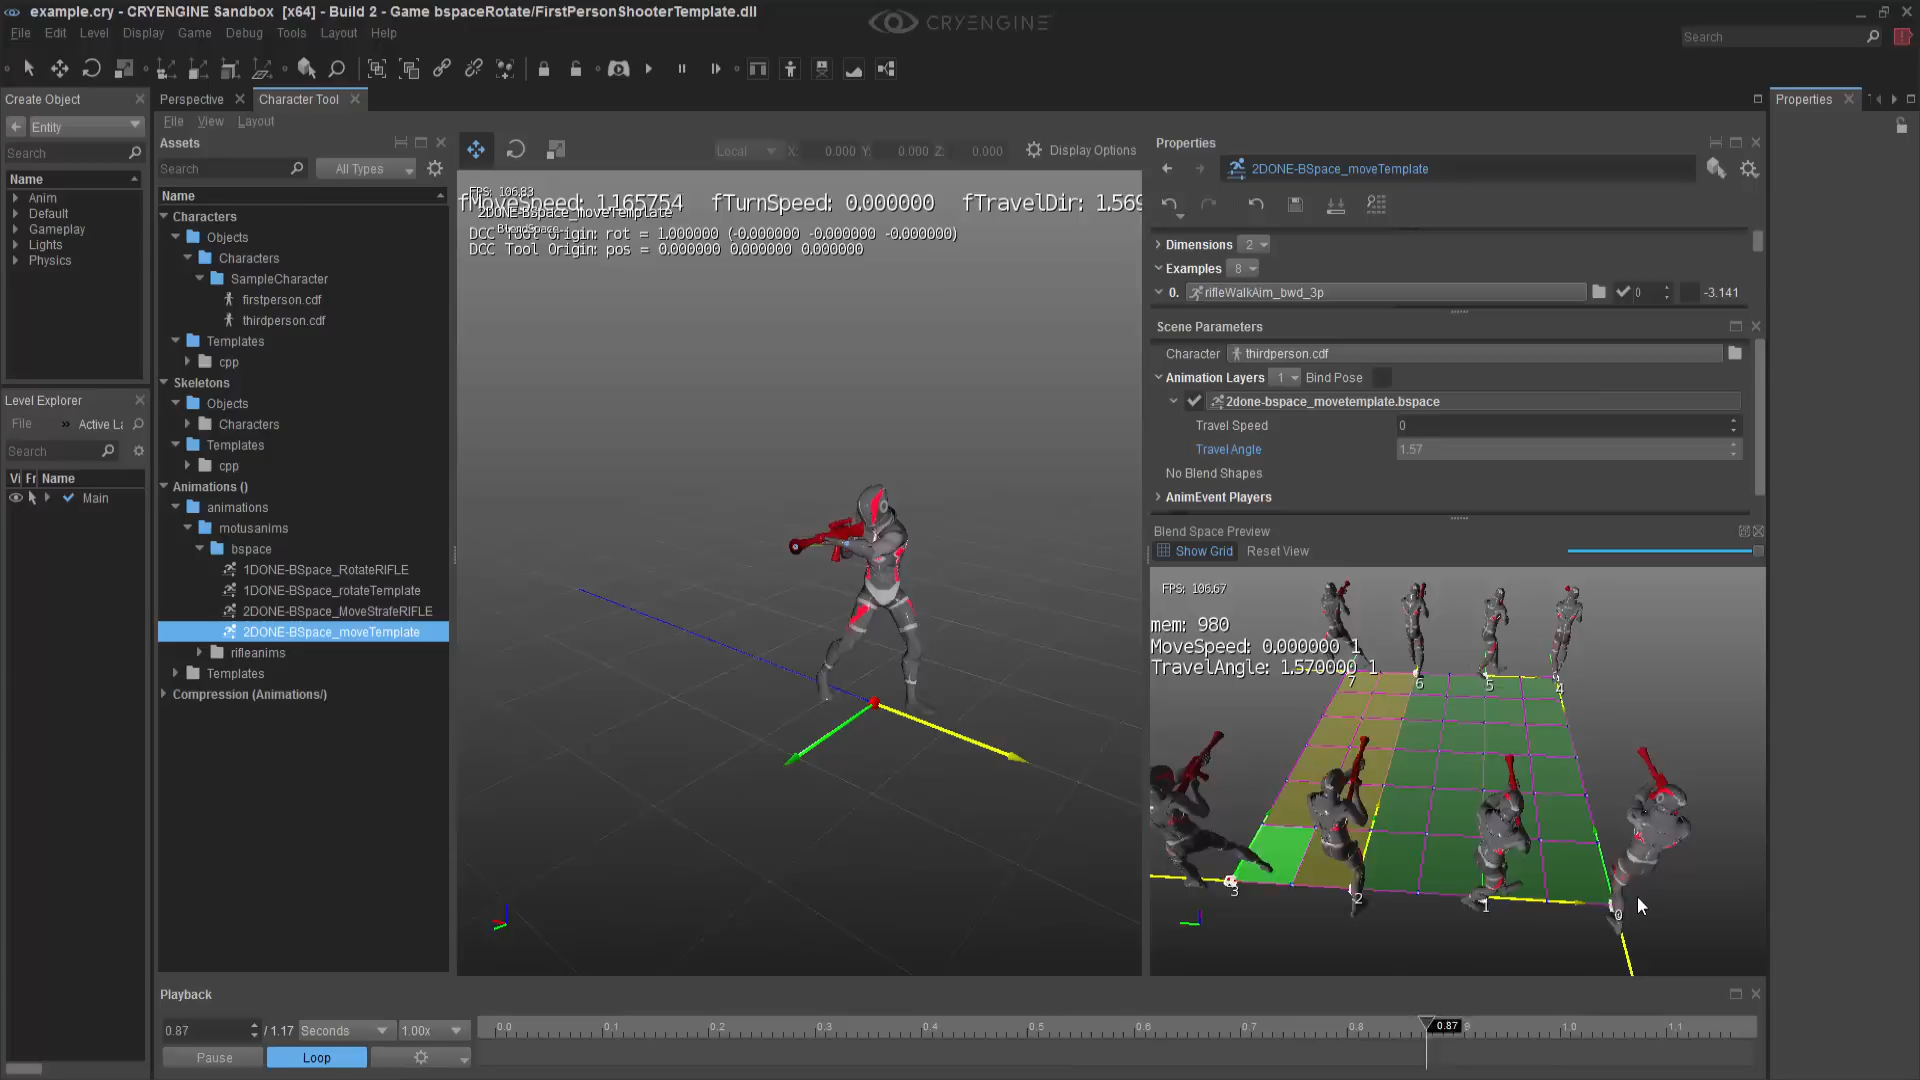 example.cry - CRYENGINE Sandbox [x64] - Build 2 - Game bspaceRotate/FirstPersonShooterTemplate.dll
CRYENGINE
File Edit Level Display Game Debug Tools Layout Help
Search
Create Object
Perspective
Character Tool
Properties
Entity
File View Layout
Search
Assets
Search
All Types
Name
Anim
Default
Gameplay
Lights
Physics
Name
Characters
Objects
Characters
SampleCharacter
firstperson.cdf
thirdperson.cdf
Templates
cpp
Skeletons
Objects
Characters
Templates
cpp
Animations ()
animations
motusanims
bspace
1DONE-BSpace_RotateRIFLE
1DONE-BSpace_rotateTemplate
2DONE-BSpace_MoveStrafeRIFLE
2DONE-BSpace_moveTemplate
rifleanims
Templates
Compression (Animations/)
Level Explorer
File » Active La
Search
Vi Fr Name
Main
Local X: 0.000 Y: 0.000 Z: 0.000
Display Options
FPS: 106.83
fMoveSpeed: 1.165754 fTurnSpeed: 0.000000 fTravelDir: 1.569
2DONE-BSpace_moveTemplate
BlendSpace
DCC Tool Origin: rot = 1.000000 (-0.000000 -0.000000 -0.000000)
DCC Tool Origin: pos = 0.000000 0.000000 0.000000
Properties
2DONE-BSpace_moveTemplate
Dimensions 2
Examples 8
0. rifleWalkAim_bwd_3p 0 -3.141
Scene Parameters
Character thirdperson.cdf
Animation Layers 1 Bind Pose
2done-bspace_movetemplate.bspace
Travel Speed 0
Travel Angle 1.57
No Blend Shapes
AnimEvent Players
Blend Space Preview
Show Grid Reset View
FPS: 106.67
mem: 980
MoveSpeed: 0.000000 1
TravelAngle: 1.570000 1
7 6 5 4
3 2 1 0
Playback
0.87 / 1.17 Seconds 1.00x
0.0 0.1 0.2 0.3 0.4 0.5 0.6 0.7 0.8 0.87 9 1.0 1.1
Pause Loop